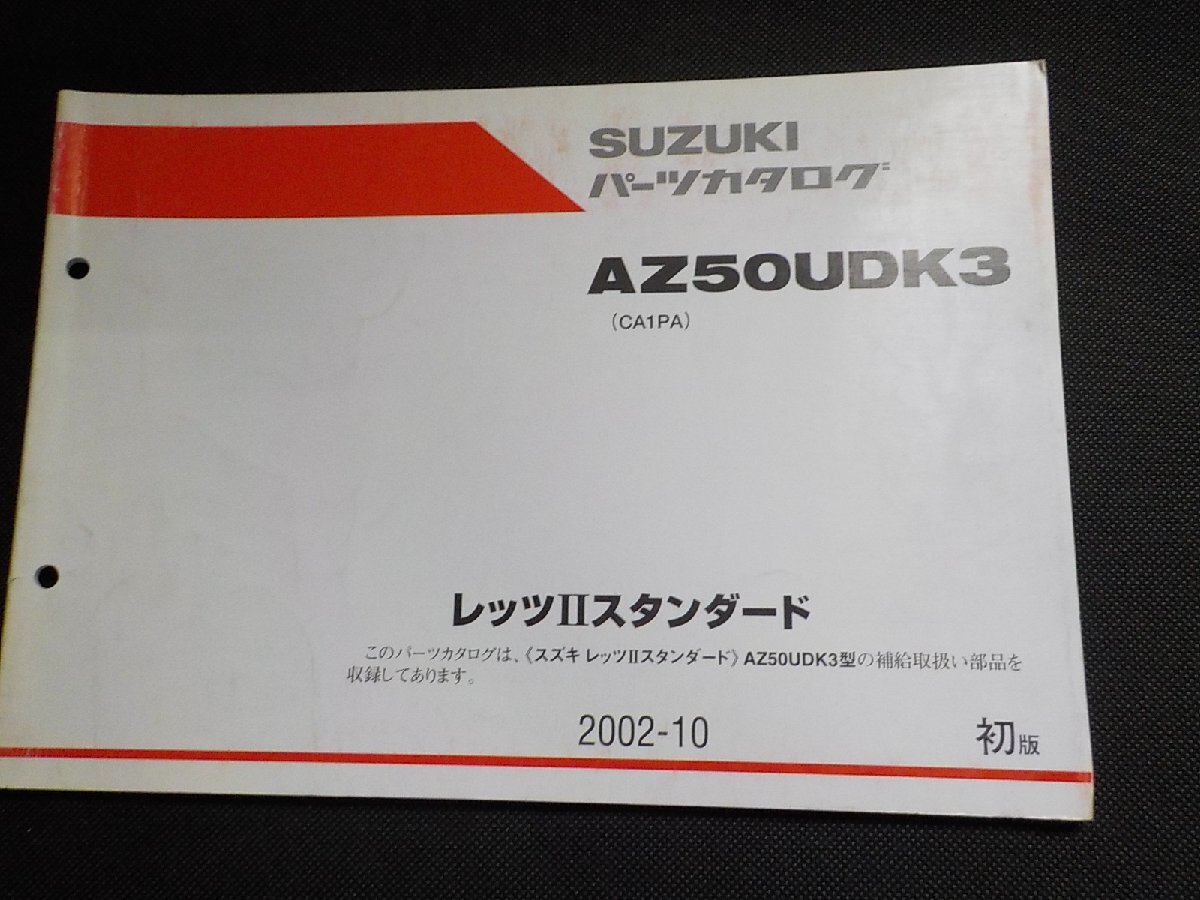 SUZUKI
パーツカタログ
AZ50UDK3
(CA1PA)
レッツⅡスタンダード
このパーツカタログは、《スズキ レッツⅡスタンダード》AZ50UDK3型の補給取扱い部品を
収録してあります。
2002-10
初版